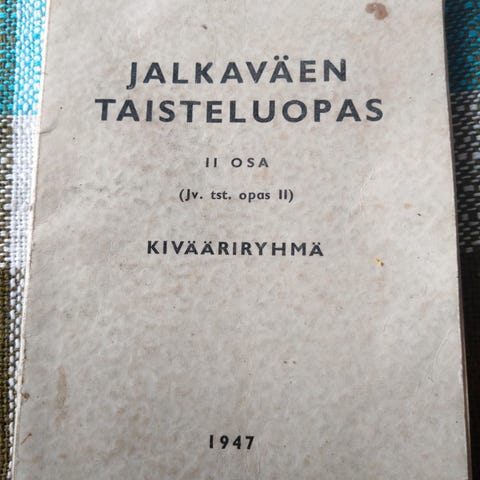 JALKAVÄEN
TAISTELUOPAS
II OSA
(Jv. tst. opas II)
KIVÄÄRIRYHMÄ
1947